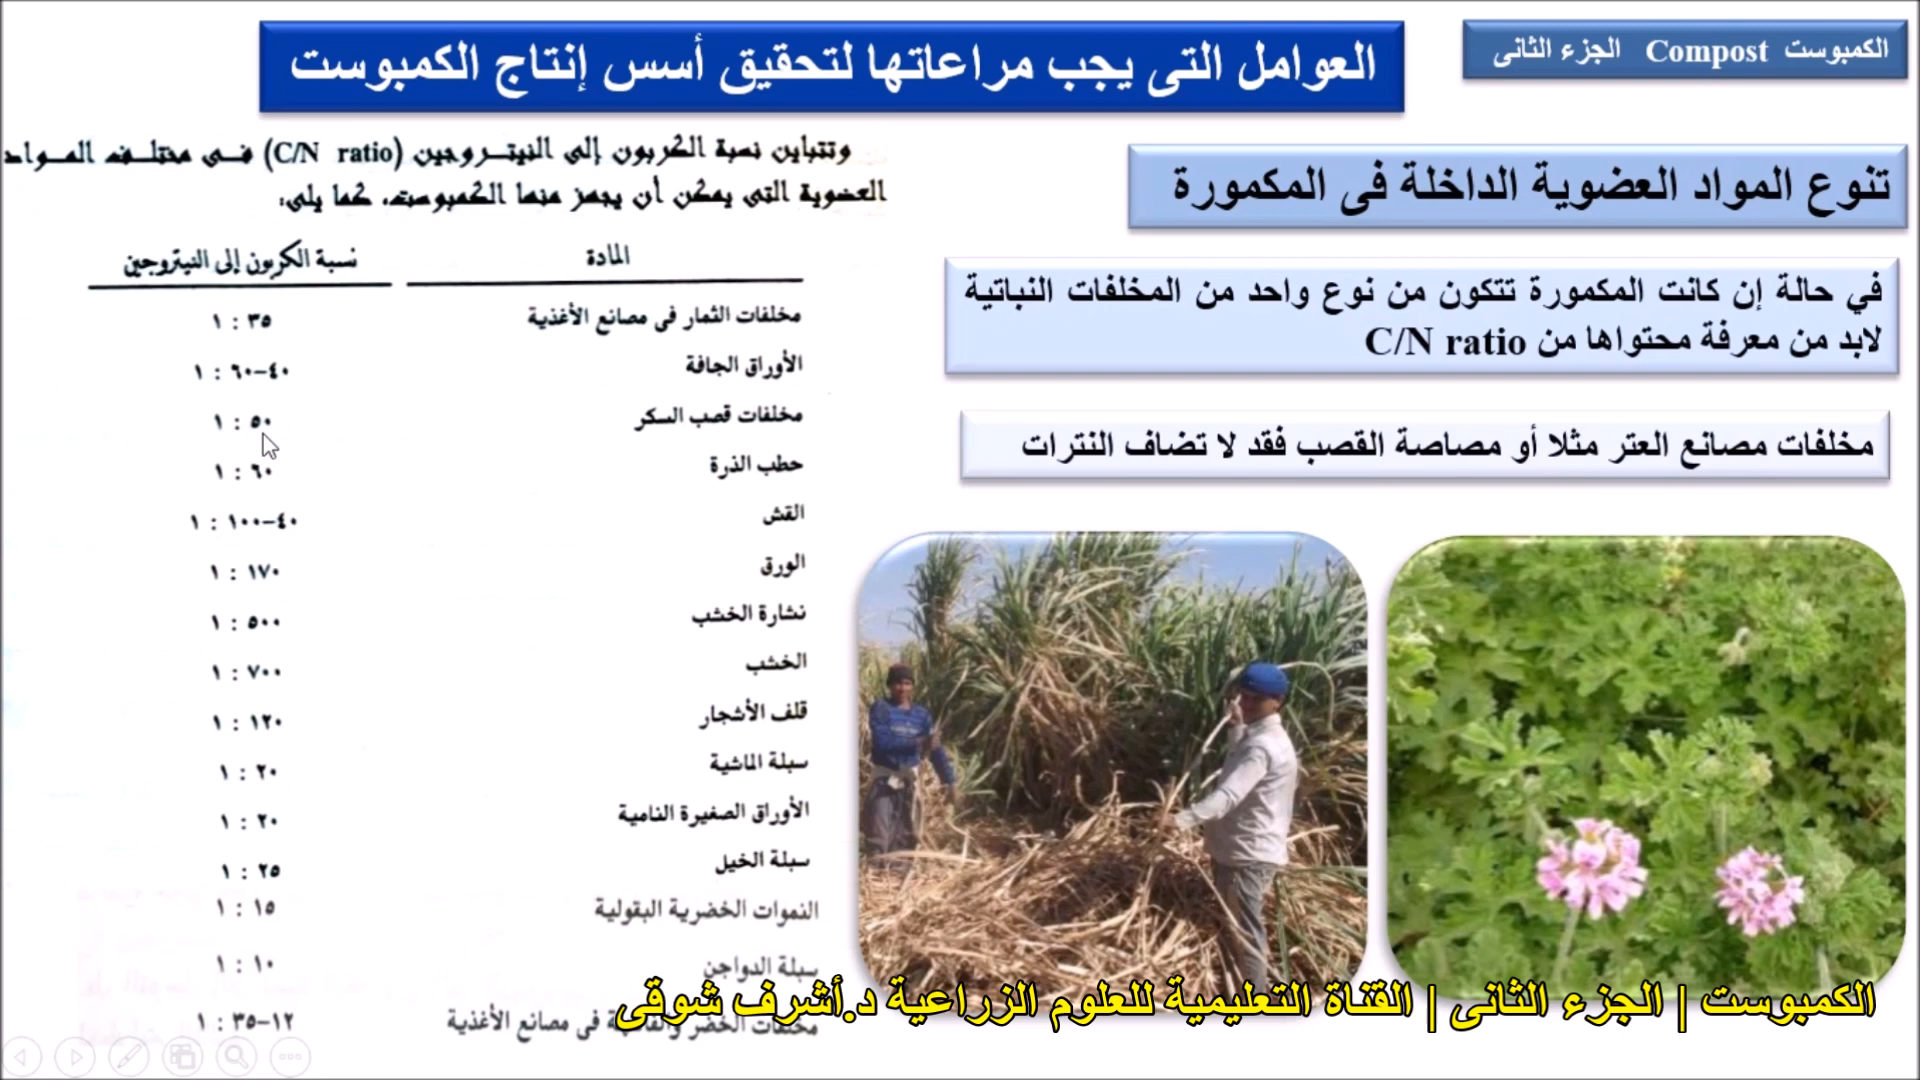 الكمبوست Compost الجزء الثانى
العوامل التى يجب مراعاتها لتحقيق أسس إنتاج الكمبوست
تنوع المواد العضوية الداخلة فى المكمورة
في حالة إن كانت المكمورة تتكون من نوع واحد من المخلفات النباتية
لابد من معرفة محتواها من C/N ratio
مخلفات مصانع العتر مثلا أو مصاصة القصب فقد لا تضاف النترات
وتتباين نسبة الكربون إلى النيتروجين (C/N ratio) فى مختلف المواد
العضوية التى يمكن أن يجهز منها الكمبوست، كما يلى:
المادة نسبة الكربون إلى النيتروجين
مخلفات الثمار فى مصانع الأغذية ٣٥ : ١
الأوراق الجافة ٤٠–٦٠ : ١
مخلفات قصب السكر ٥٠ : ١
حطب الذرة ٦٠ : ١
القش ٤٠–١٠٠ : ١
الورق ١٧٠ : ١
نشارة الخشب ٥٠٠ : ١
الخشب ٧٠٠ : ١
قلف الأشجار ١٢٠ : ١
سبلة الماشية ٢٠ : ١
الأوراق الصغيرة النامية ٢٠ : ١
سبلة الخيل ٢٥ : ١
النموات الخضرية البقولية ١٥ : ١
سبلة الدواجن ١٠ : ١
مخلفات الخضر فى مصانع الأغذية ١٢–٣٥ : ١
الكمبوست | الجزء الثانى | القناة التعليمية للعلوم الزراعية د.أشرف شوقى